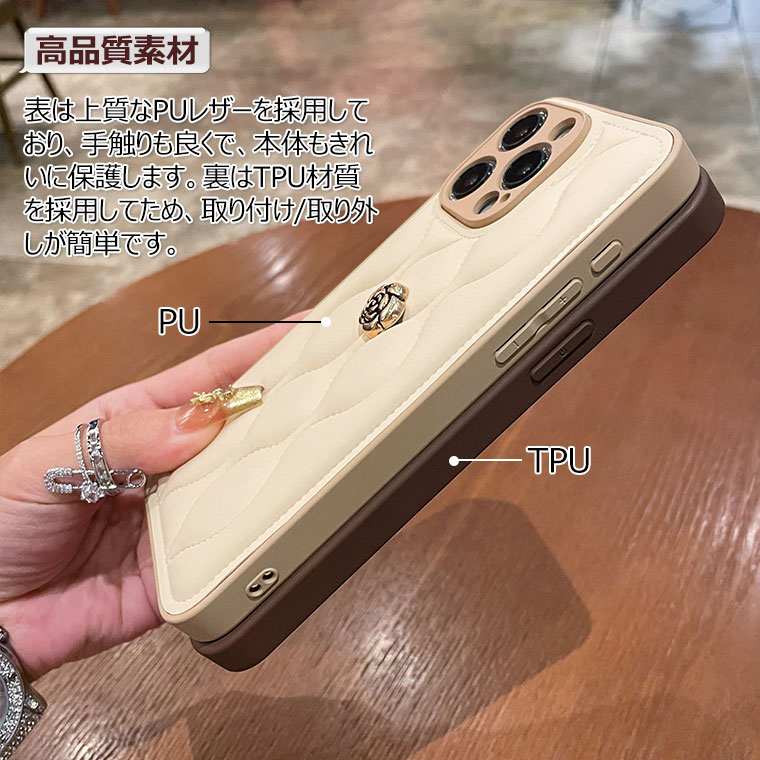 高品質素材
表は上質なPUレザーを採用して
おり、手触りも良くで、本体もきれ
いに保護します。裏はTPU材質
を採用してため、取り付け/取り外
しが簡単です。
PU
TPU